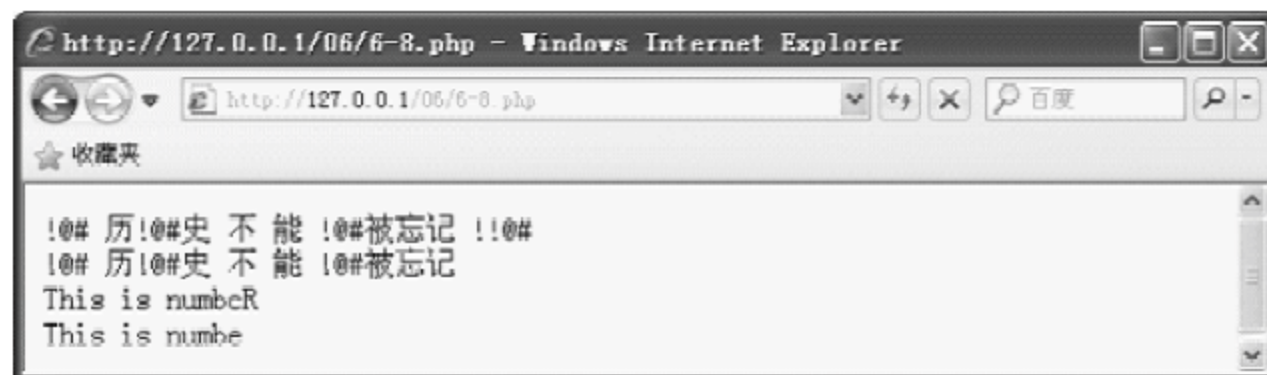 http://127.0.0.1/06/6-8.php - Windows Internet Explorer
http://127.0.0.1/06/6-8.php
百度
收藏夹
!@# 历!@#史 不 能 !@#被忘记 !!@#
!@# 历!@#史 不 能 !@#被忘记
This is numbeR
This is numbe